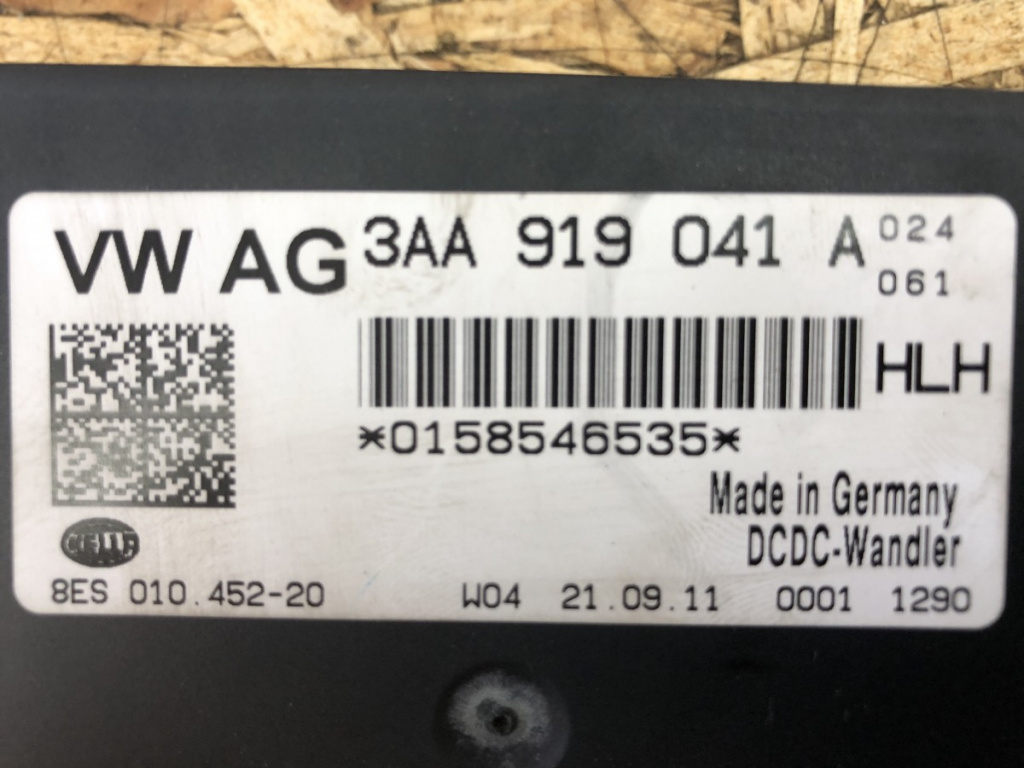 VW AG 3AA 919 041 A 024
061
HLH
*0158546535*
Made in Germany
DCDC-Wandler
HELLA
8ES 010.452-20 W04 21.09.11 0001 1290